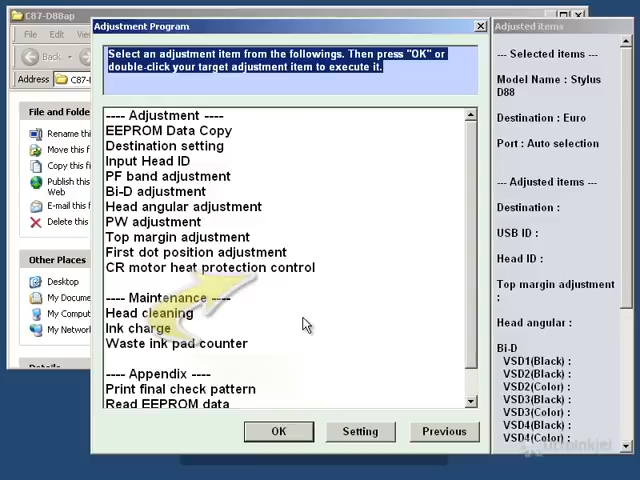 C87-D88ap
File
Edit
Back
Address
C87-
File and Folde
Rename this
Move this f
Copy this f
Publish this
Web
E-mail this f
Delete this
Other Places
Desktop
My Docume
My Comput
My Networ
Details
Adjustment Program
Select an adjustment item from the followings. Then press "OK" or
double-click your target adjustment item to execute it.
---- Adjustment ----
EEPROM Data Copy
Destination setting
Input Head ID
PF band adjustment
Bi-D adjustment
Head angular adjustment
PW adjustment
Top margin adjustment
First dot position adjustment
CR motor heat protection control
---- Maintenance ----
Head cleaning
Ink charge
Waste ink pad counter
---- Appendix ----
Print final check pattern
Read EEPROM data
OK
Setting
Previous
Adjusted items
--- Selected items ---
Model Name : Stylus
D88
Destination : Euro
Port : Auto selection
--- Adjusted items ---
Destination :
USB ID :
Head ID :
Top margin adjustment
:
Head angular :
Bi-D
VSD1(Black) :
VSD2(Black) :
VSD2(Color) :
VSD3(Black) :
VSD3(Color) :
VSD4(Black) :
VSD4(Color) :